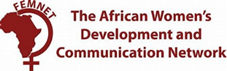 FEMNET
The African Women's
Development and
Communication Network